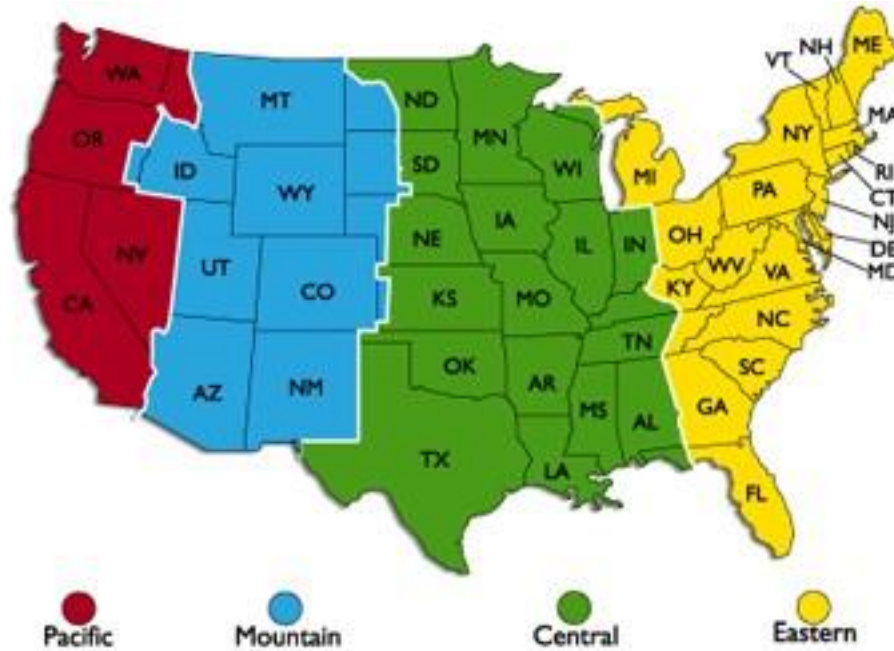 WA
OR
CA
NV
MT
ID
WY
UT
CO
AZ
NM
ND
SD
NE
KS
OK
TX
MN
IA
MO
AR
LA
WI
IL
IN
TN
MS
AL
MI
OH
KY
WV
VA
NC
SC
GA
FL
PA
NY
VT
NH
ME
MA
RI
CT
NJ
DE
MD
Pacific
Mountain
Central
Eastern